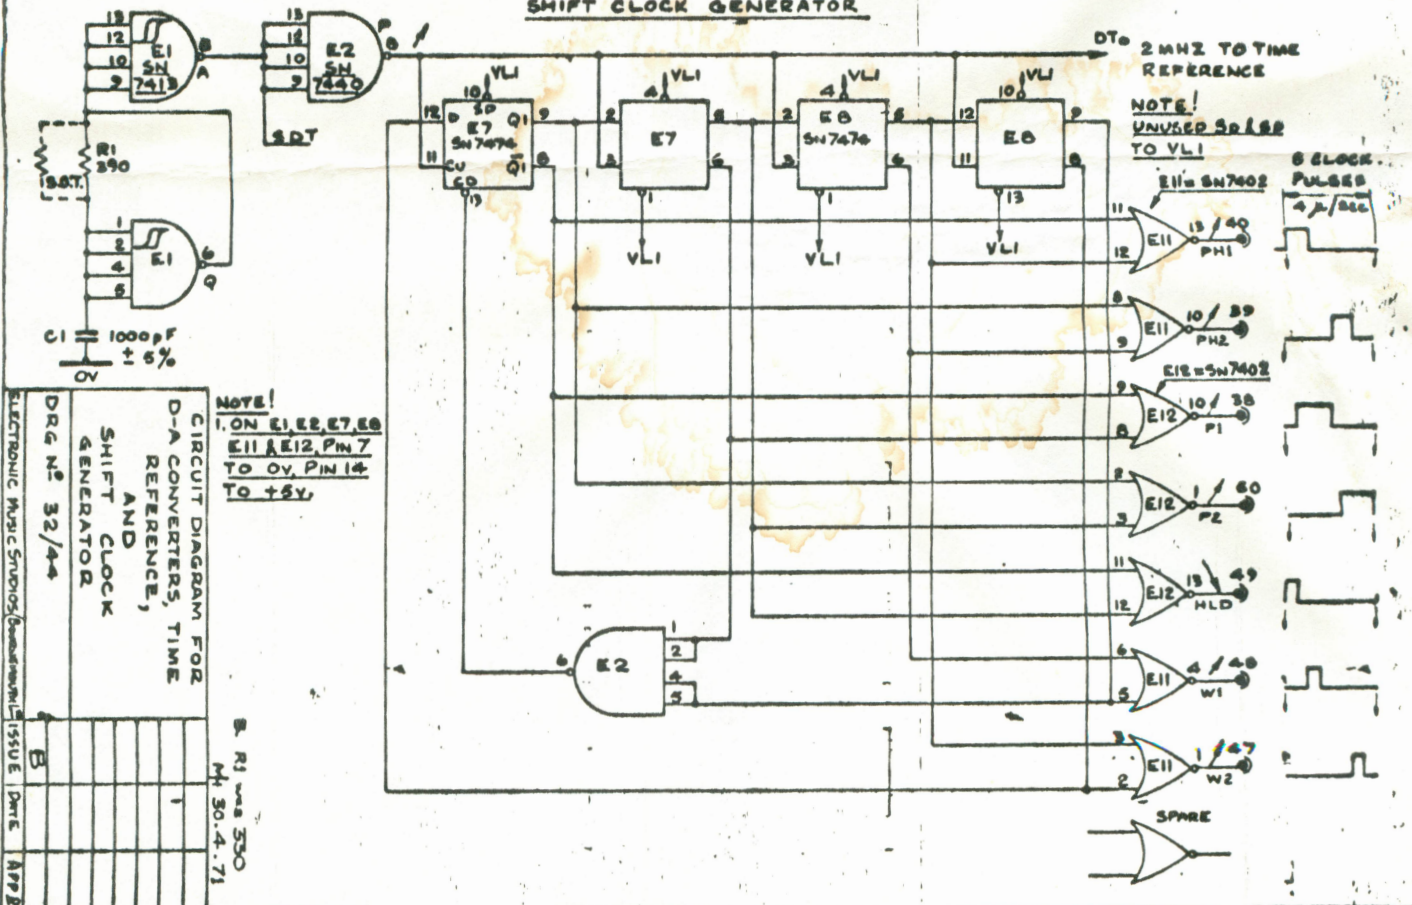 SHIFT CLOCK GENERATOR
13
12
10
9
E1
SN
7413
8
A
13
12
10
9
E2
SN
7440
P
8
SDT
DTo
2 MHZ TO TIME
REFERENCE
NOTE!
UNUSED SD & CD
TO VL1
R1
390
S.O.T.
1
2
4
5
E1
6
Q
C1
1000pF
± 5%
0V
VL1
10
SD
12
D
Q1
9
E7
SN7474
11
CD
Q1
8
13
VL1
4
2
5
E7
3
6
1
VL1
VL1
4
2
E8
5
SN7474
3
6
1
VL1
VL1
10
12
9
E8
11
8
13
VL1
E11 = SN7402
8 CLOCK
PULSES
4 μ/Sec
11
12
E11
13
40
PH1
8
9
E11
10
39
PH2
E12=SN7402
9
8
E12
10
38
P1
2
3
E12
1
50
P2
11
12
E12
13
49
HLD
6
5
E11
4
48
W1
3
2
E11
1
47
W2
SPARE
6
E2
1
2
4
5
NOTE!
1. ON E1,E2,E7,E8
E11 & E12, PIN 7
TO 0V, PIN 14
TO +5V.
CIRCUIT DIAGRAM FOR
D-A CONVERTERS, TIME
REFERENCE,
AND
SHIFT CLOCK
GENERATOR
DRG Nº 32/44
ELECTRONIC MUSIC STUDIOS
ISSUE
DATE
APP'D
B
B R1 was 330
30.4.71